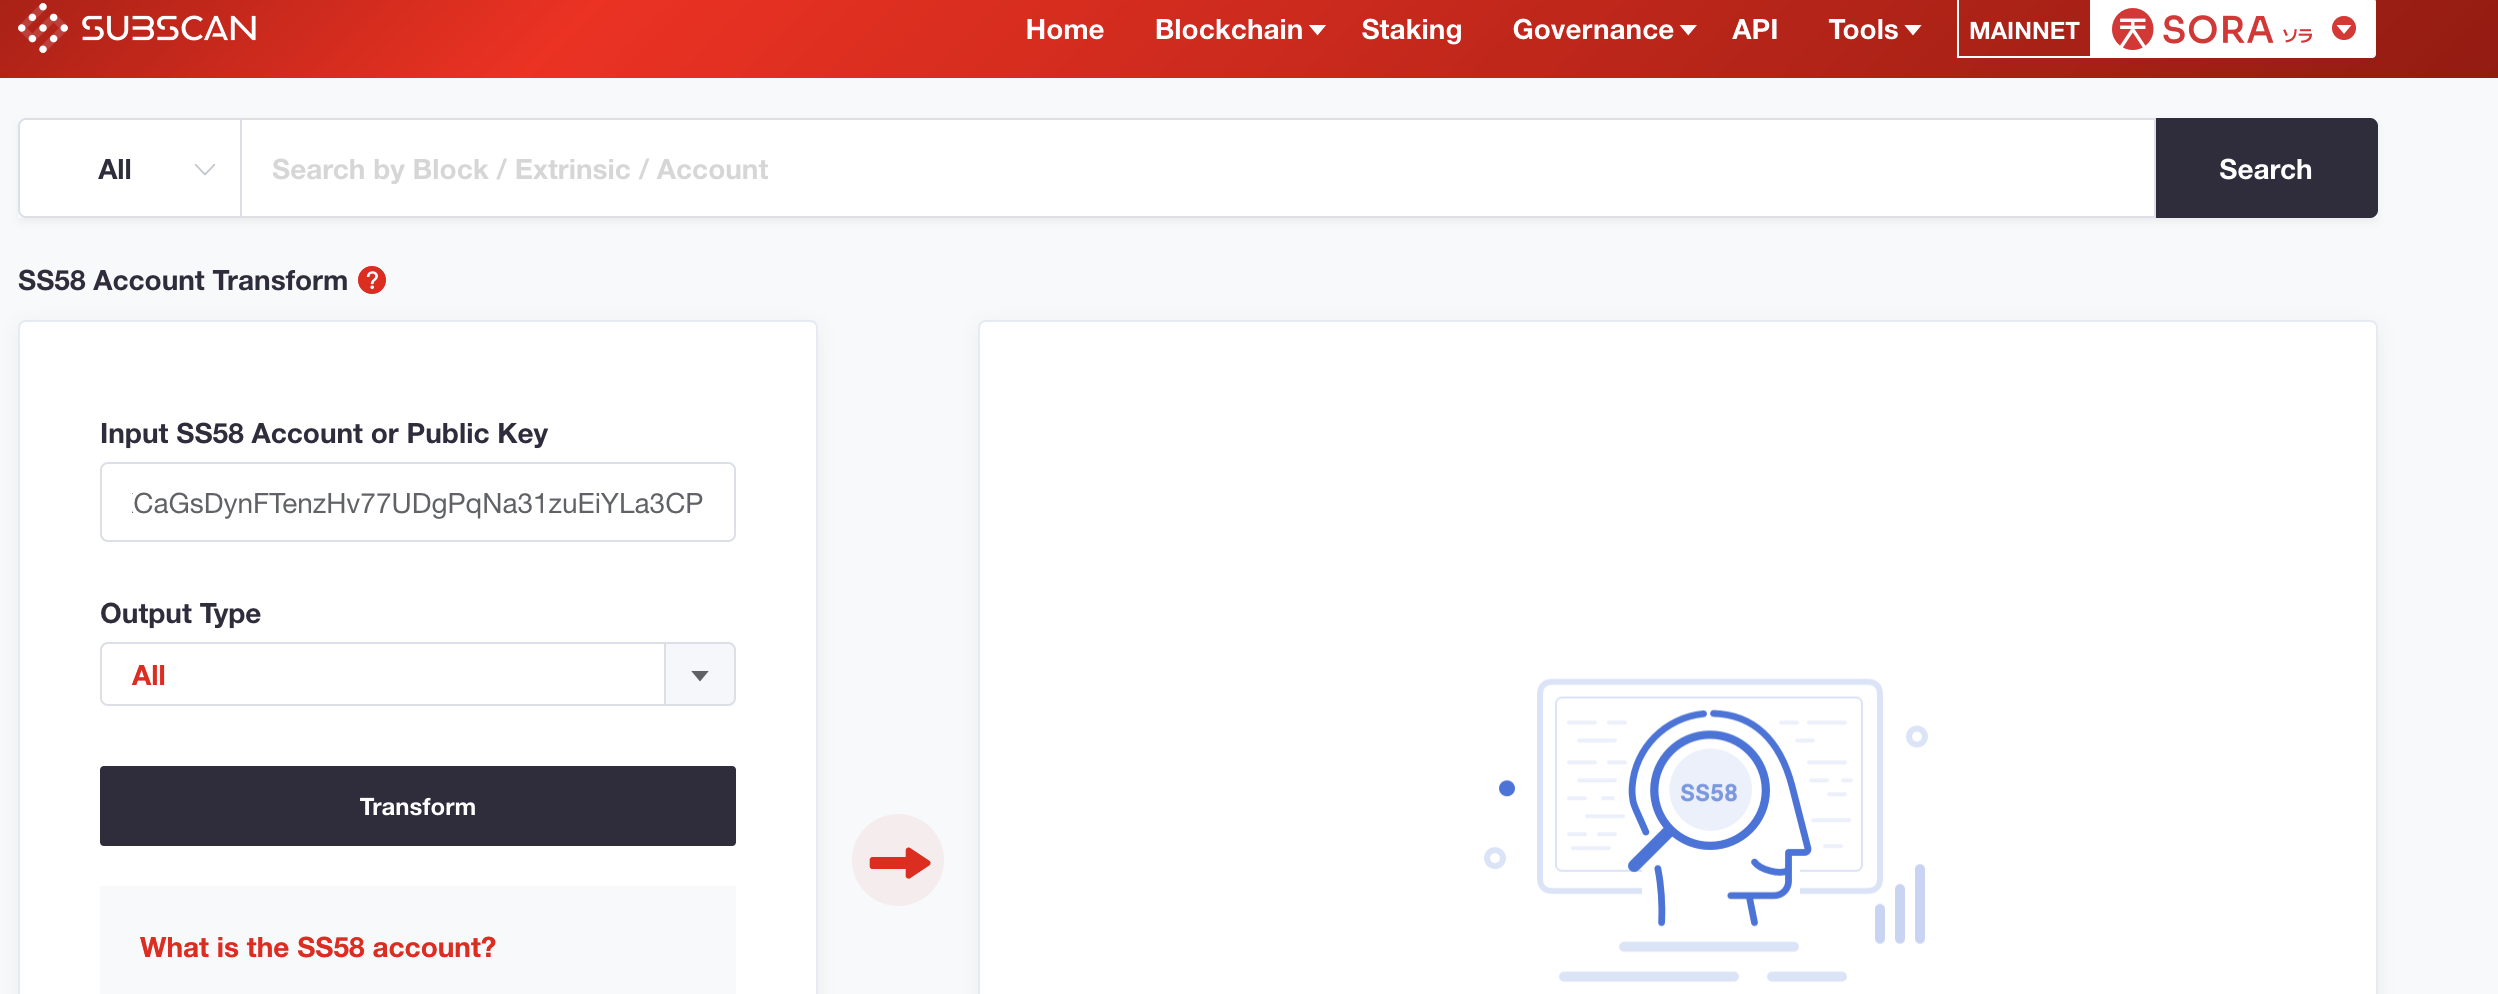 SUBSCAN
Home Blockchain Staking Governance API Tools MAINNET SORA ソラ
All Search by Block / Extrinsic / Account Search
SS58 Account Transform ?
Input SS58 Account or Public Key
CaGsDynFTenzHv77UDgPqNa31zuEiYLa3CP
Output Type
All
Transform
SS58
What is the SS58 account?